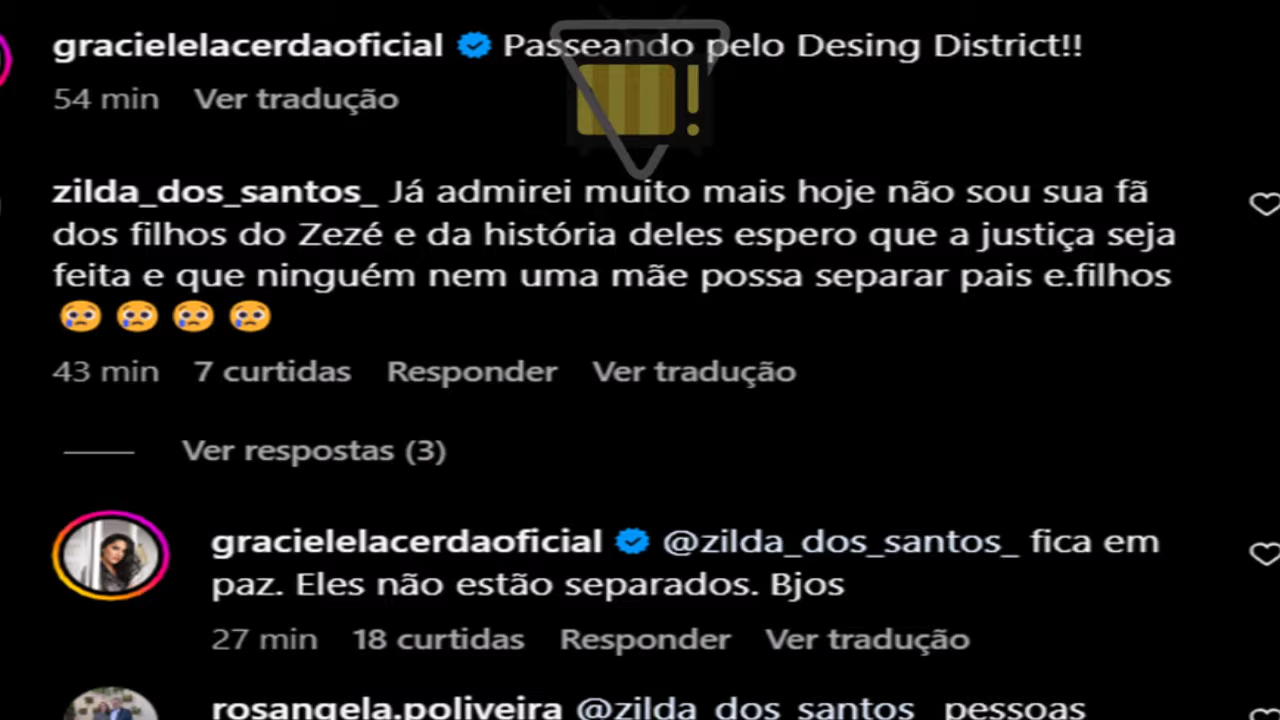 gracielelacerdaoficial Passeando pelo Desing District!!
54 min Ver tradução
zilda_dos_santos_ Já admirei muito mais hoje não sou sua fã
dos filhos do Zezé e da história deles espero que a justiça seja
feita e que ninguém nem uma mãe possa separar pais e.filhos
😢 😢 😢 😢
43 min 7 curtidas Responder Ver tradução
Ver respostas (3)
gracielelacerdaoficial @zilda_dos_santos_ fica em
paz. Eles não estão separados. Bjos
27 min 18 curtidas Responder Ver tradução
rosangela.poliveira @zilda_dos_santos_ pessoas